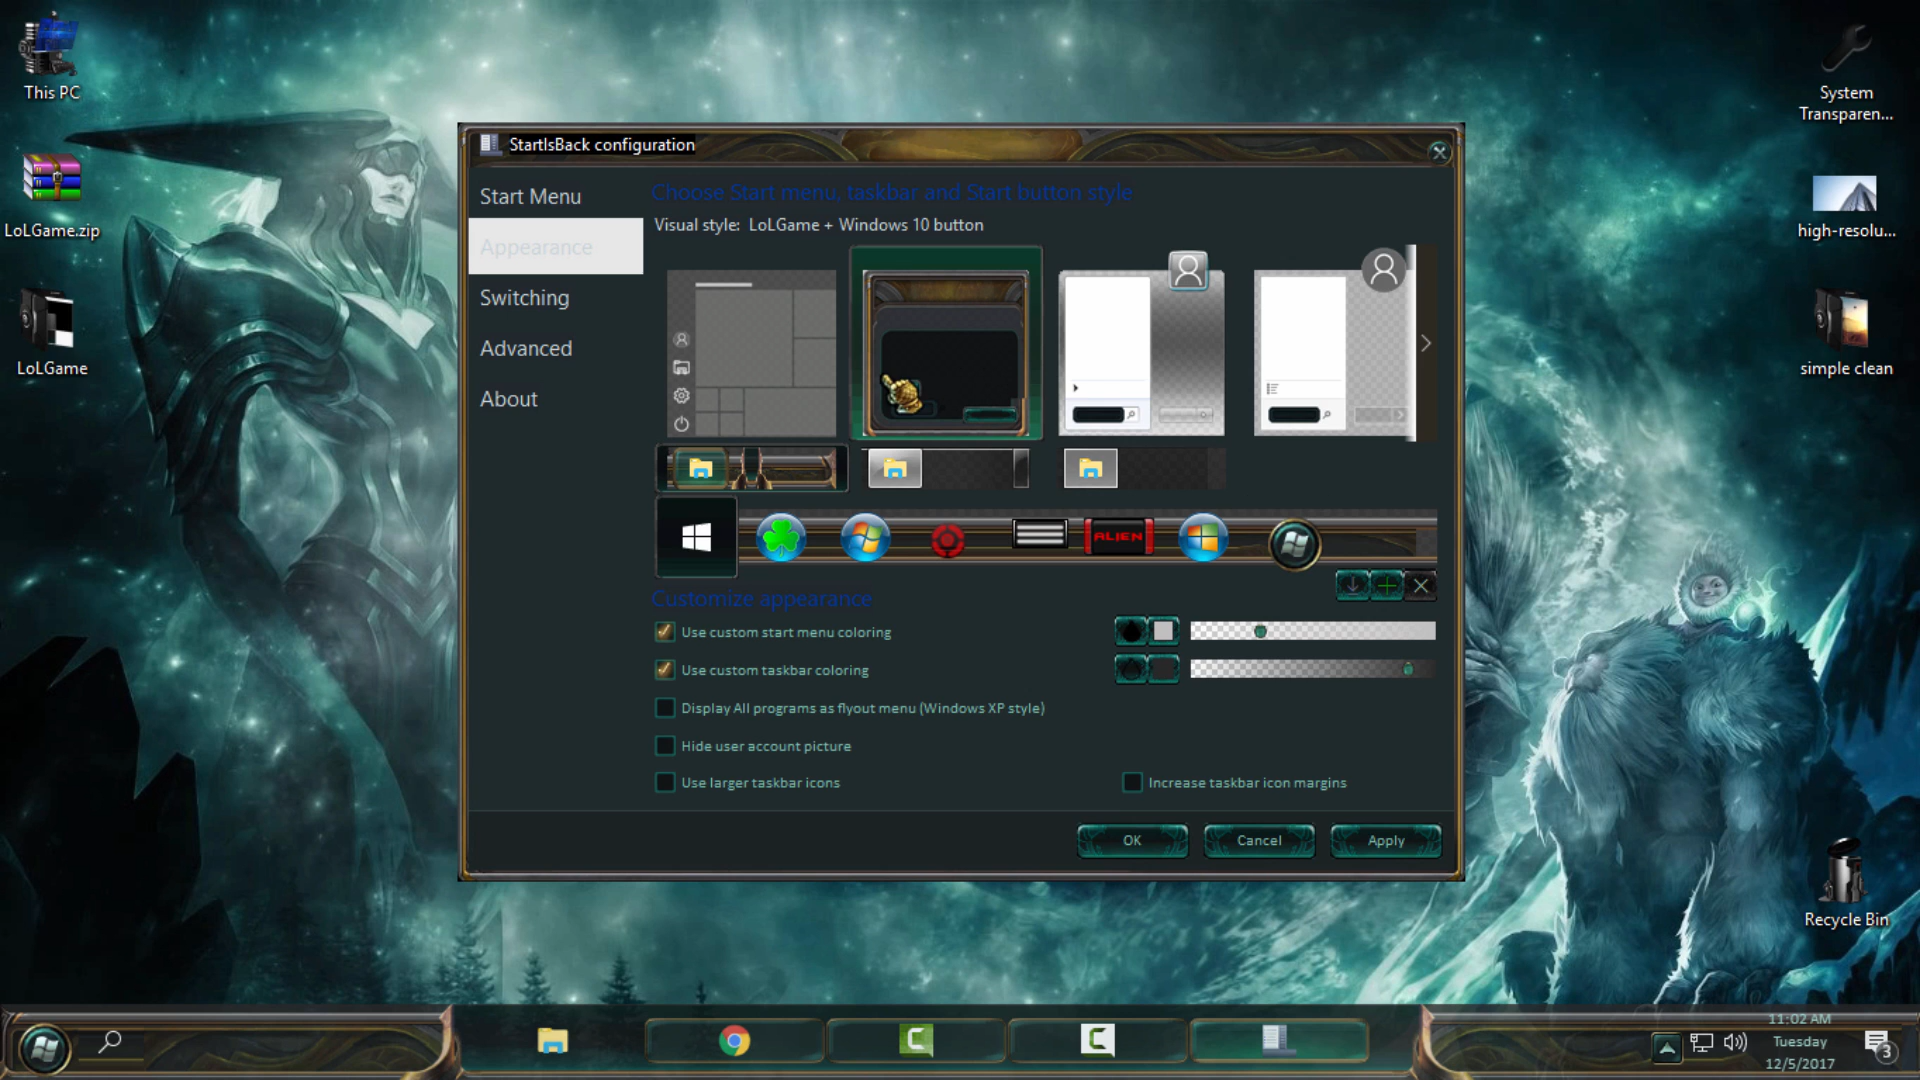 This PC
LoLGame.zip
LoLGame
System
Transparen...
high-resolu...
simple clean
Recycle Bin
StartIsBack configuration
Start Menu
Appearance
Switching
Advanced
About
Choose Start menu, taskbar and Start button style
Visual style: LoLGame + Windows 10 button
ALIEN
Customize appearance
Use custom start menu coloring
Use custom taskbar coloring
Display All programs as flyout menu (Windows XP style)
Hide user account picture
Use larger taskbar icons
Increase taskbar icon margins
OK
Cancel
Apply
11:02 AM
Tuesday
12/5/2017
3